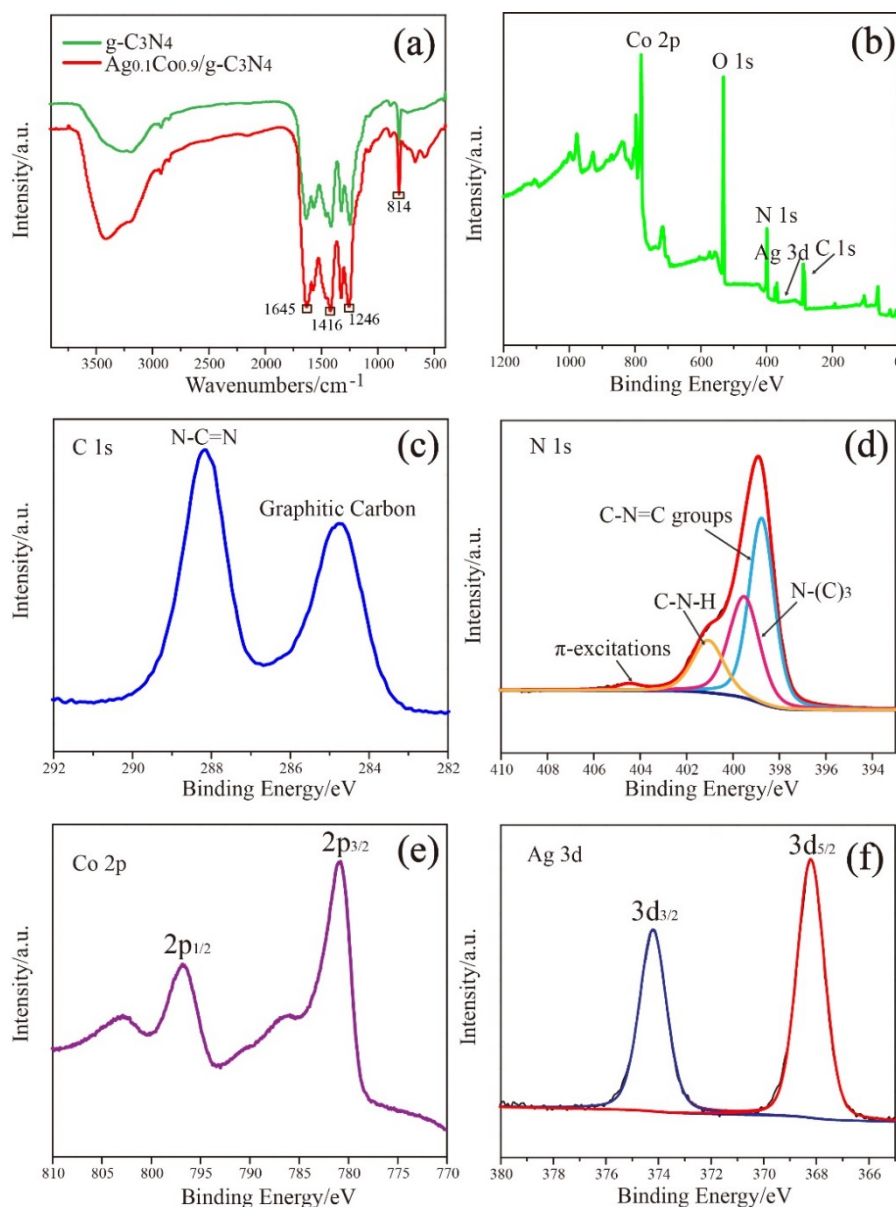 g-C3N4
Ag0.1Co0.9/g-C3N4
(a)
Intensity/a.u.
814
1645
1416
1246
3500 3000 2500 2000 1500 1000 500
Wavenumbers/cm-1
(b)
Co 2p
O 1s
N 1s
Ag 3d
C 1s
Intensity/a.u.
1200 1000 800 600 400 200 0
Binding Energy/eV
C 1s
(c)
N-C=N
Graphitic Carbon
Intensity/a.u.
292 290 288 286 284 282
Binding Energy/eV
N 1s
(d)
C-N=C groups
C-N-H
N-(C)3
π-excitations
Intensity/a.u.
410 408 406 404 402 400 398 396 394
Binding Energy/eV
Co 2p
(e)
2p3/2
2p1/2
Intensity/a.u.
810 805 800 795 790 785 780 775 770
Binding Energy/eV
Ag 3d
(f)
3d5/2
3d3/2
Intensity/a.u.
380 378 376 374 372 370 368 366
Binding Energy/eV